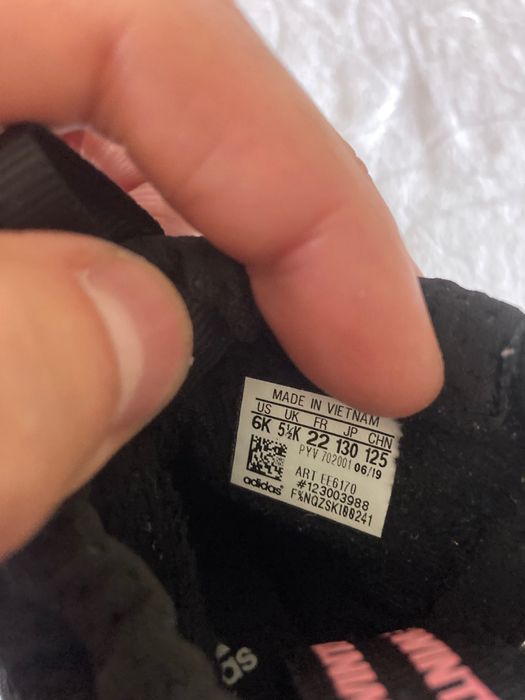 MADE IN VIETNAM
US UK FR JP CHN
6K 5½K 22 130 125
PYV 702001 06/19
ART EE6170
#123003988
adidas